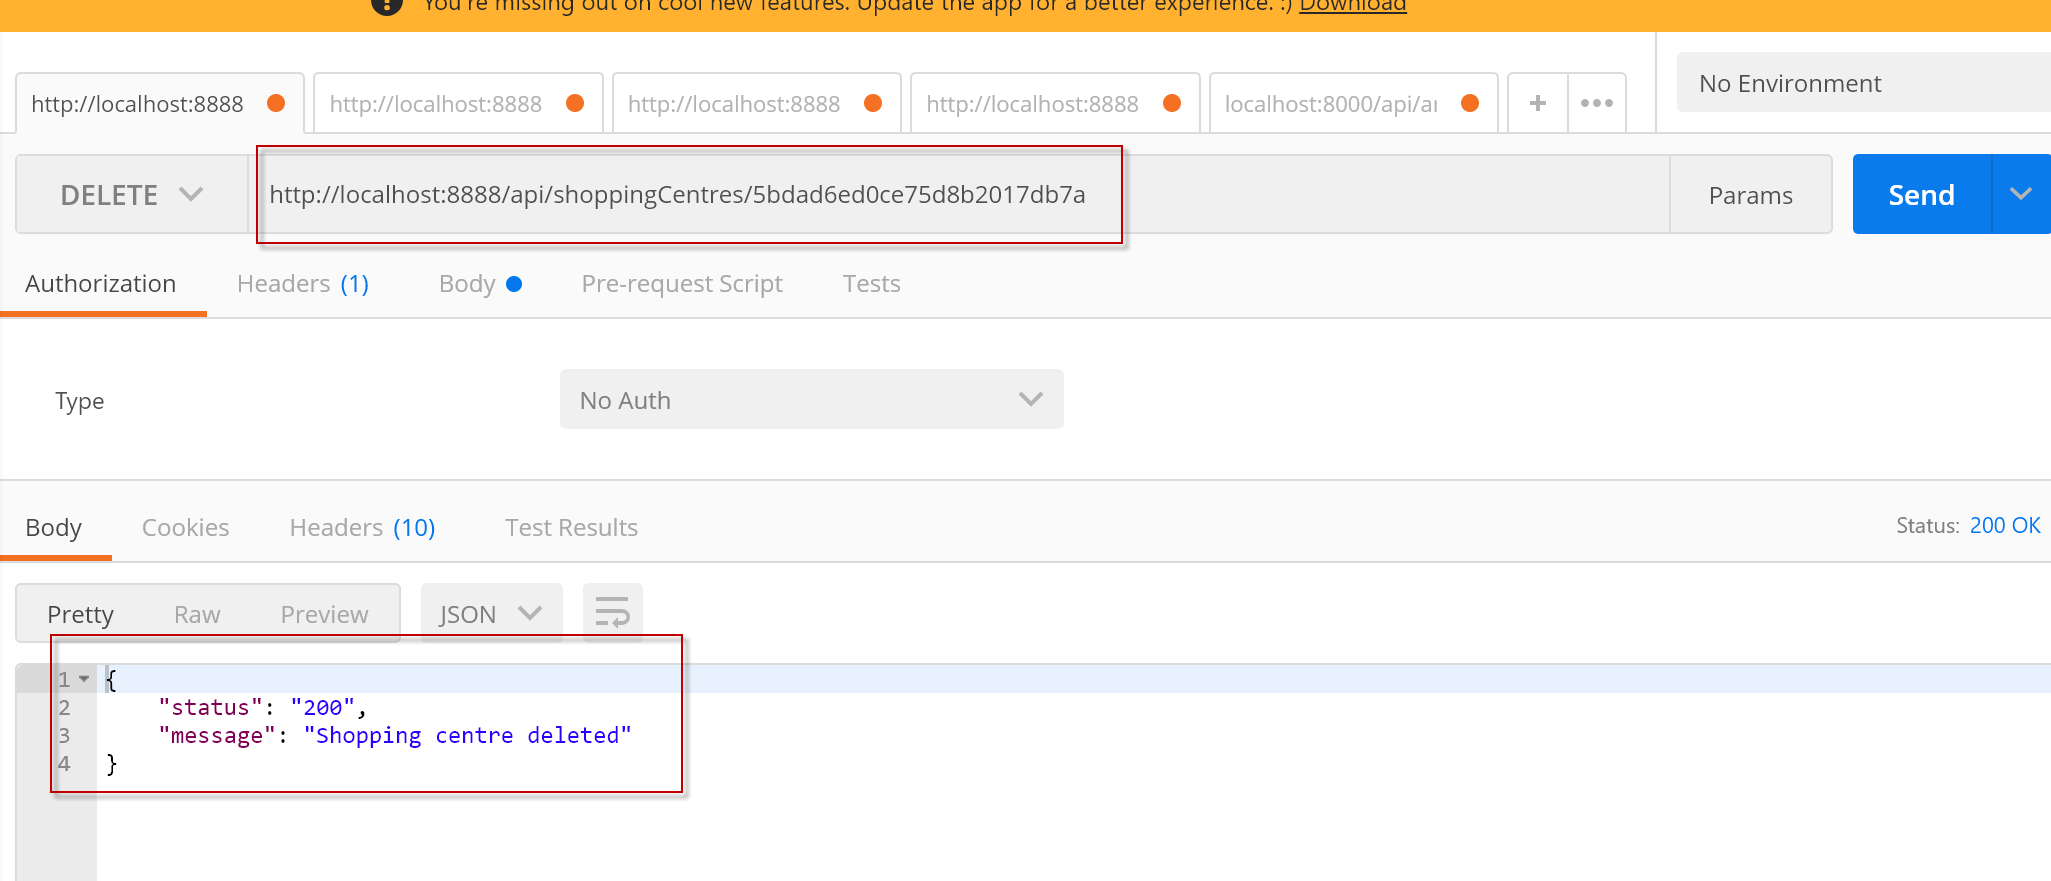 You're missing out on cool new features. Update the app for a better experience. :) Download
http://localhost:8888
http://localhost:8888
http://localhost:8888
http://localhost:8888
localhost:8000/api/ar
+
No Environment
DELETE
http://localhost:8888/api/shoppingCentres/5bdad6ed0ce75d8b2017db7a
Params
Send
Authorization Headers (1) Body Pre-request Script Tests
Type
No Auth
Body Cookies Headers (10) Test Results
Status: 200 OK
Pretty Raw Preview JSON
1 {
2 "status": "200",
3 "message": "Shopping centre deleted"
4 }